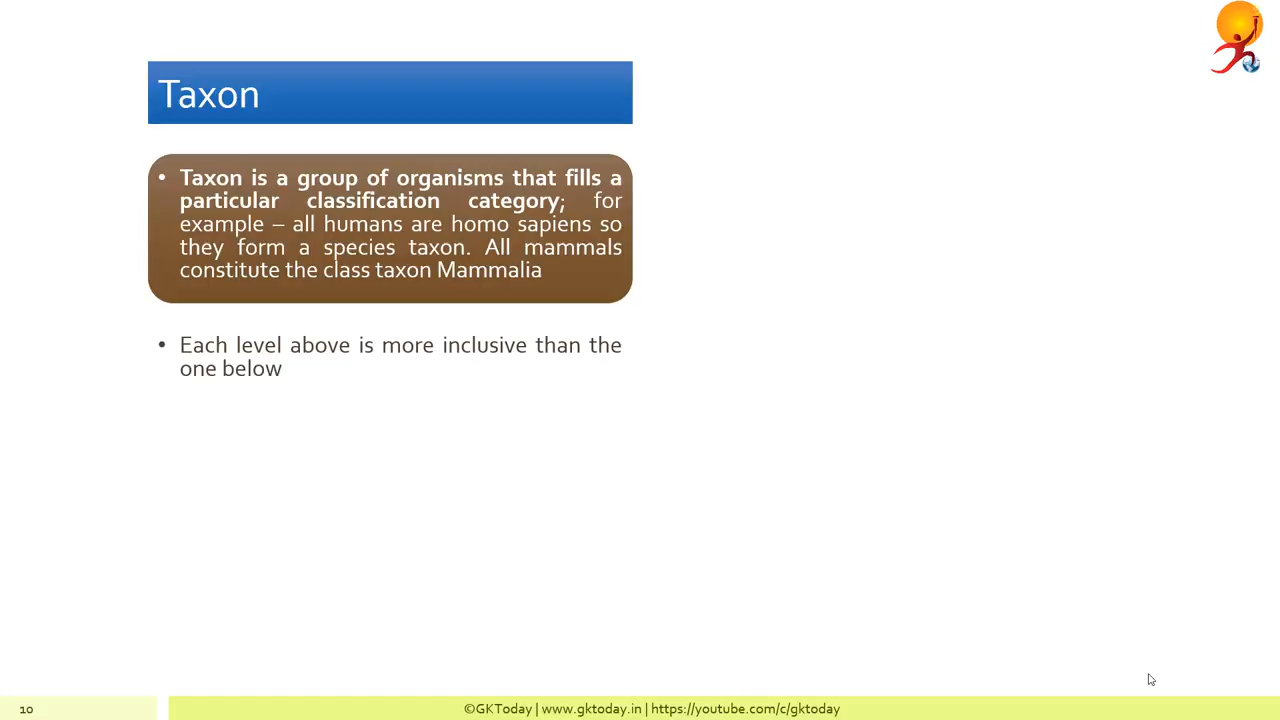 Taxon
• Taxon is a group of organisms that fills a
particular classification category; for
example – all humans are homo sapiens so
they form a species taxon. All mammals
constitute the class taxon Mammalia
• Each level above is more inclusive than the
one below
10
©GKToday | www.gktoday.in | https://youtube.com/c/gktoday